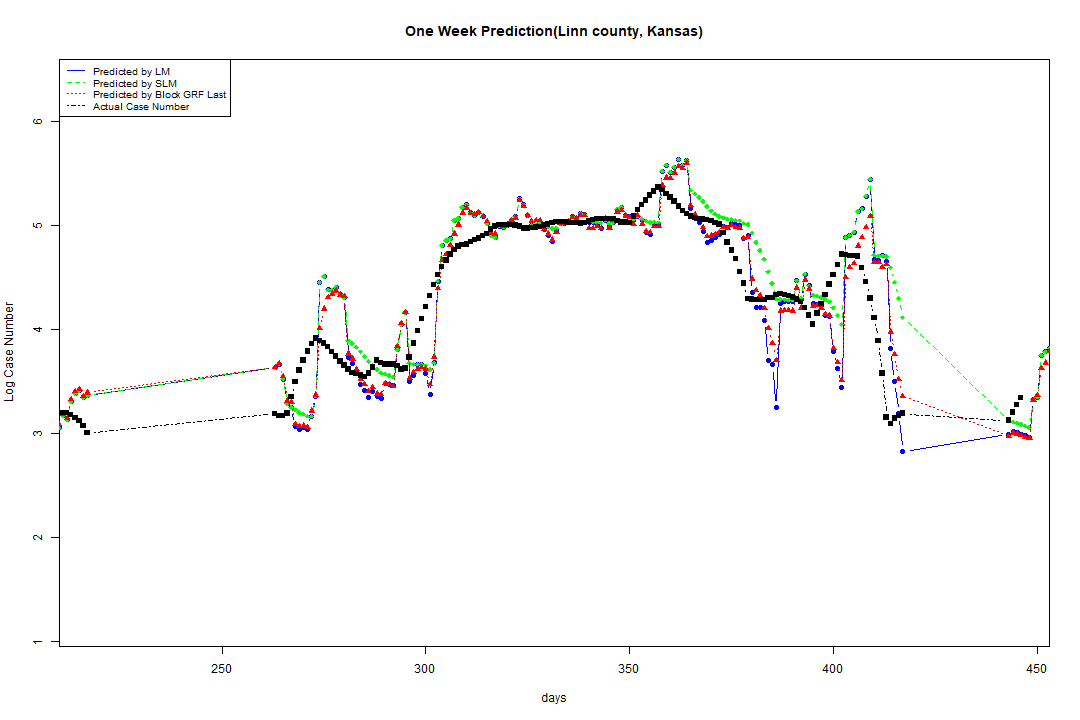 One Week Prediction(Linn county, Kansas)
Predicted by LM
Predicted by SLM
Predicted by Block GRF Last
Actual Case Number
Log Case Number
6
5
4
3
2
1
250
300
350
400
450
days